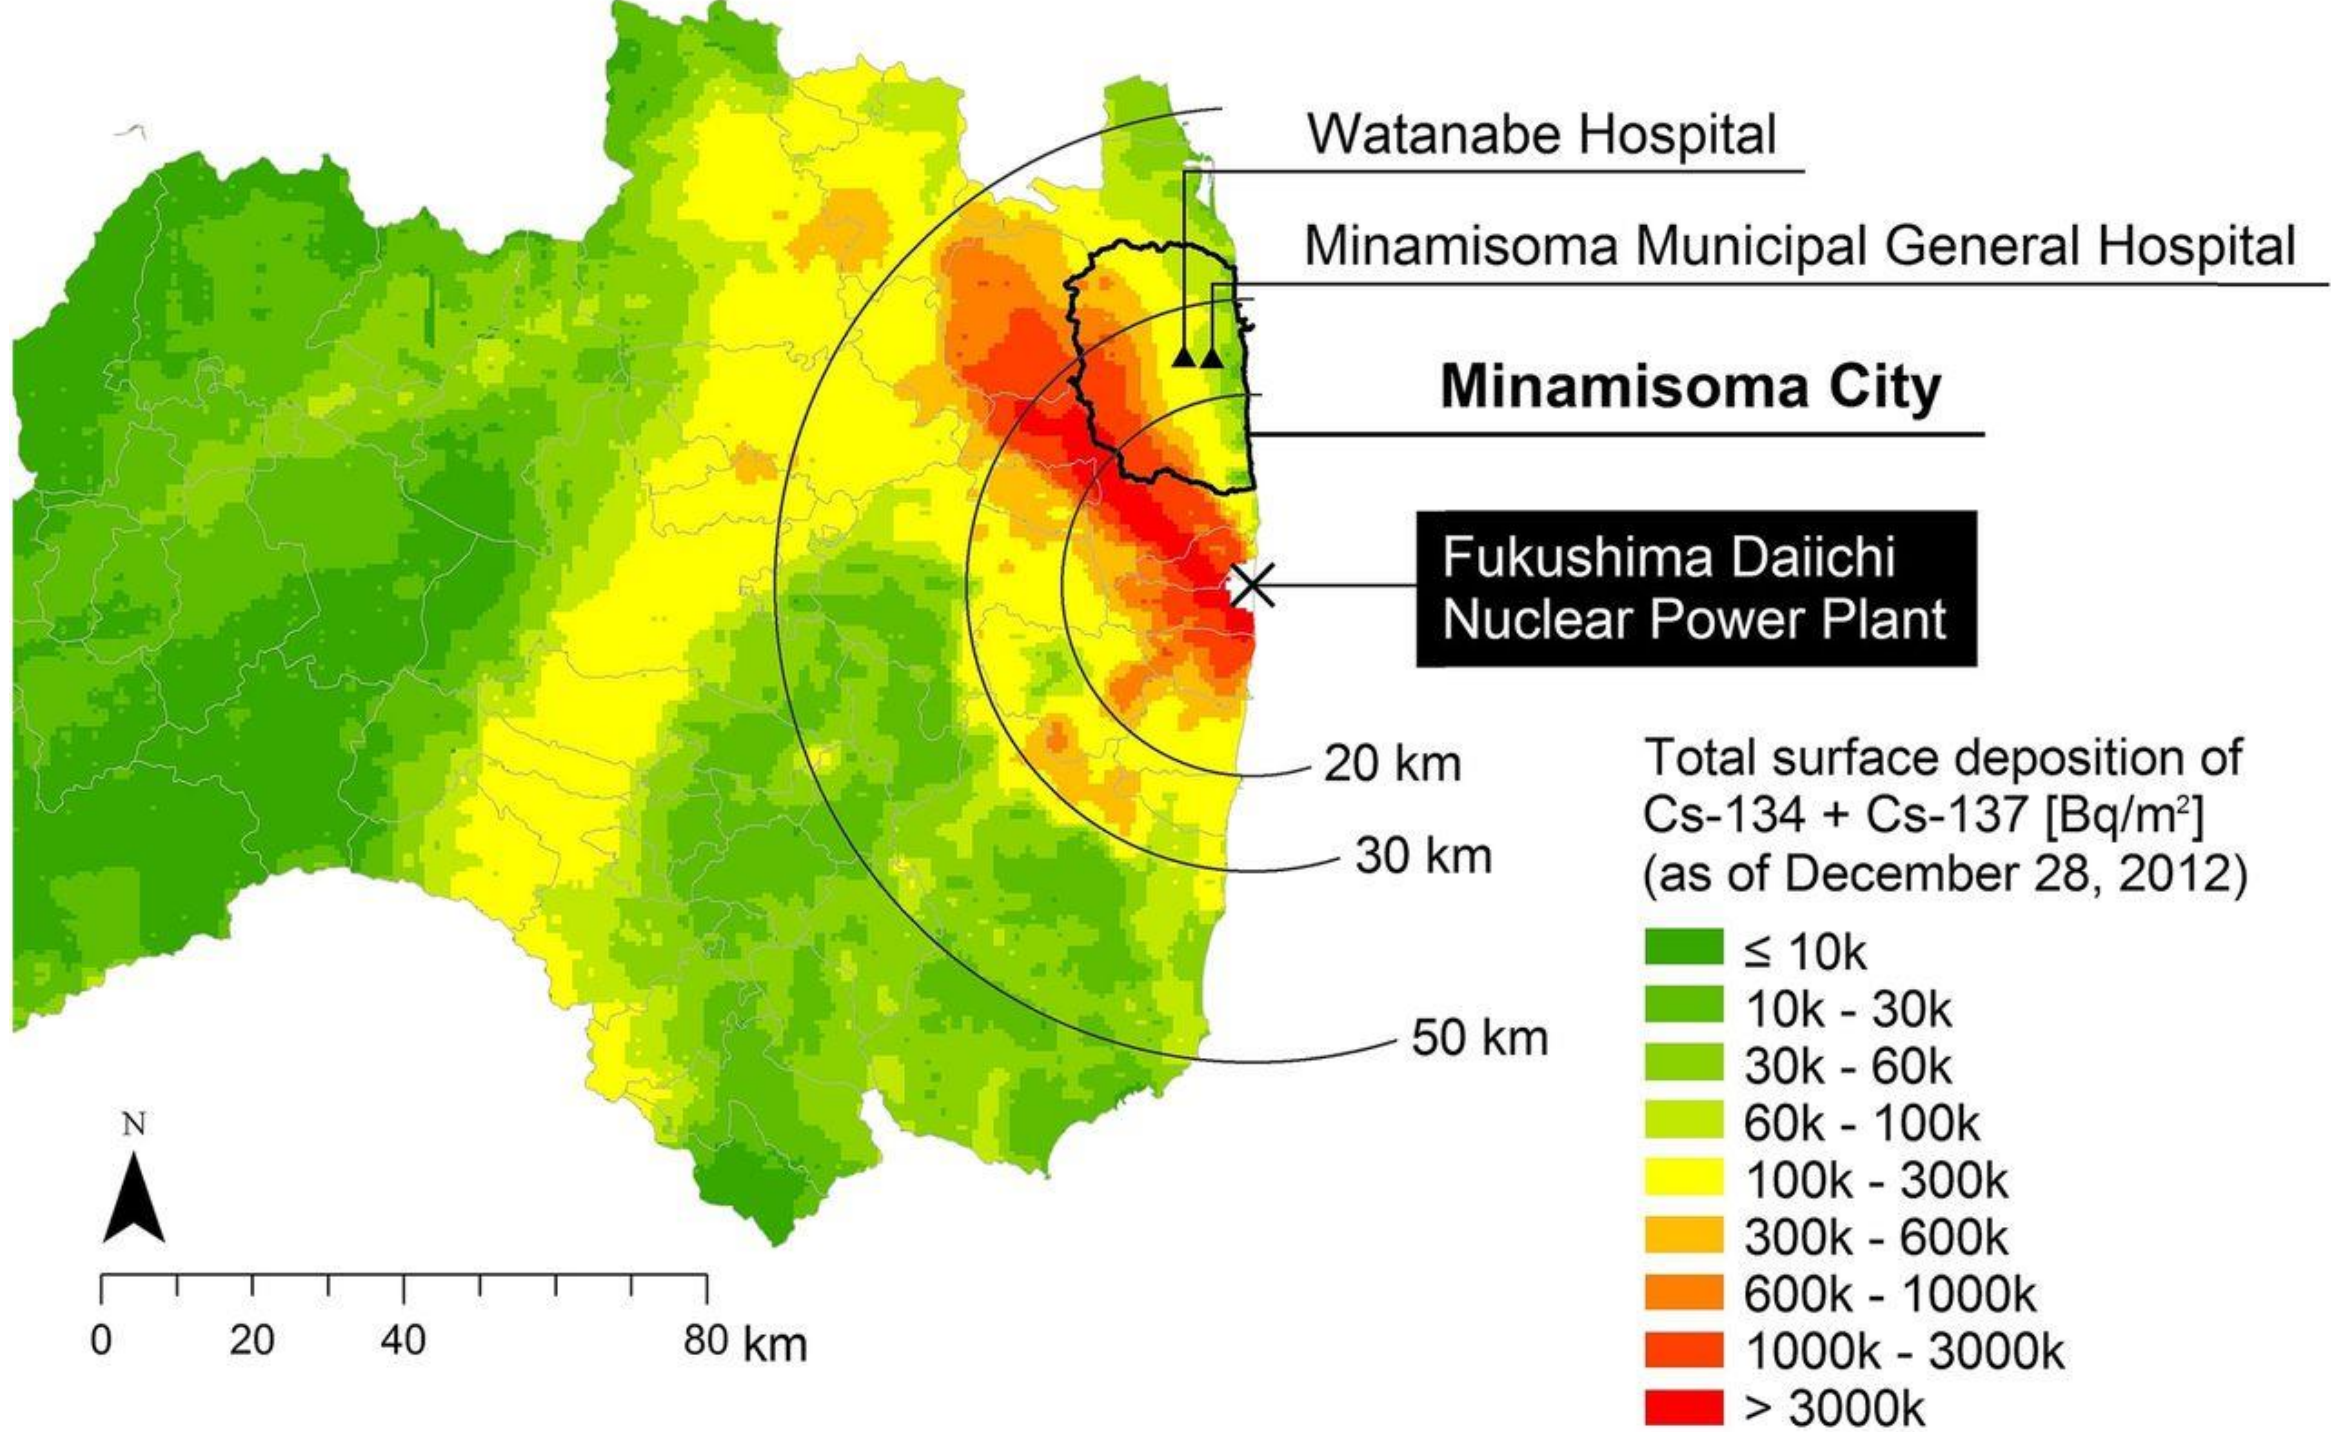 Watanabe Hospital
Minamisoma Municipal General Hospital
Minamisoma City
Fukushima Daiichi
Nuclear Power Plant
20 km
30 km
50 km
Total surface deposition of
Cs-134 + Cs-137 [Bq/m²]
(as of December 28, 2012)
≤ 10k
10k - 30k
30k - 60k
60k - 100k
100k - 300k
300k - 600k
600k - 1000k
1000k - 3000k
> 3000k
N
0 20 40 80 km